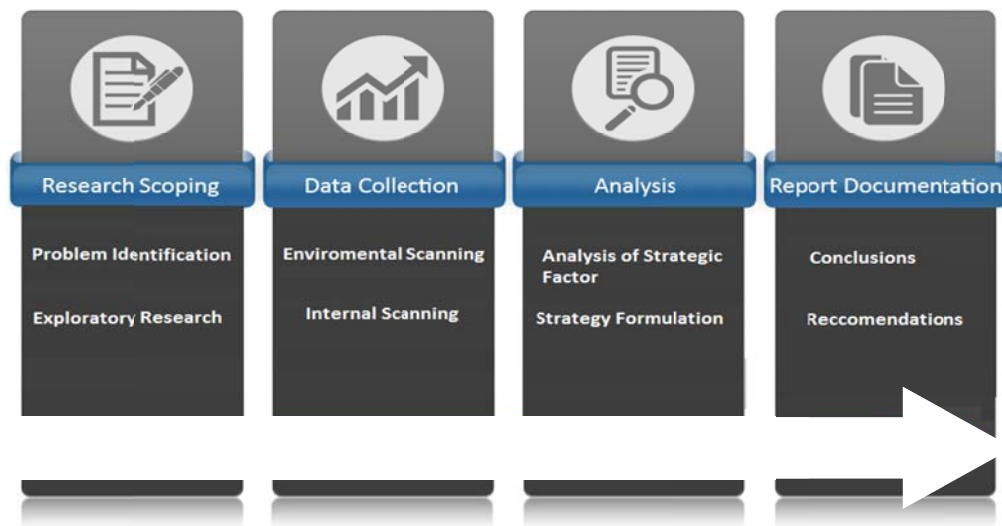 Research Scoping
Problem Identification
Exploratory Research
Data Collection
Enviromental Scanning
Internal Scanning
Analysis
Analysis of Strategic
Factor
Strategy Formulation
Report Documentation
Conclusions
Reccomendations